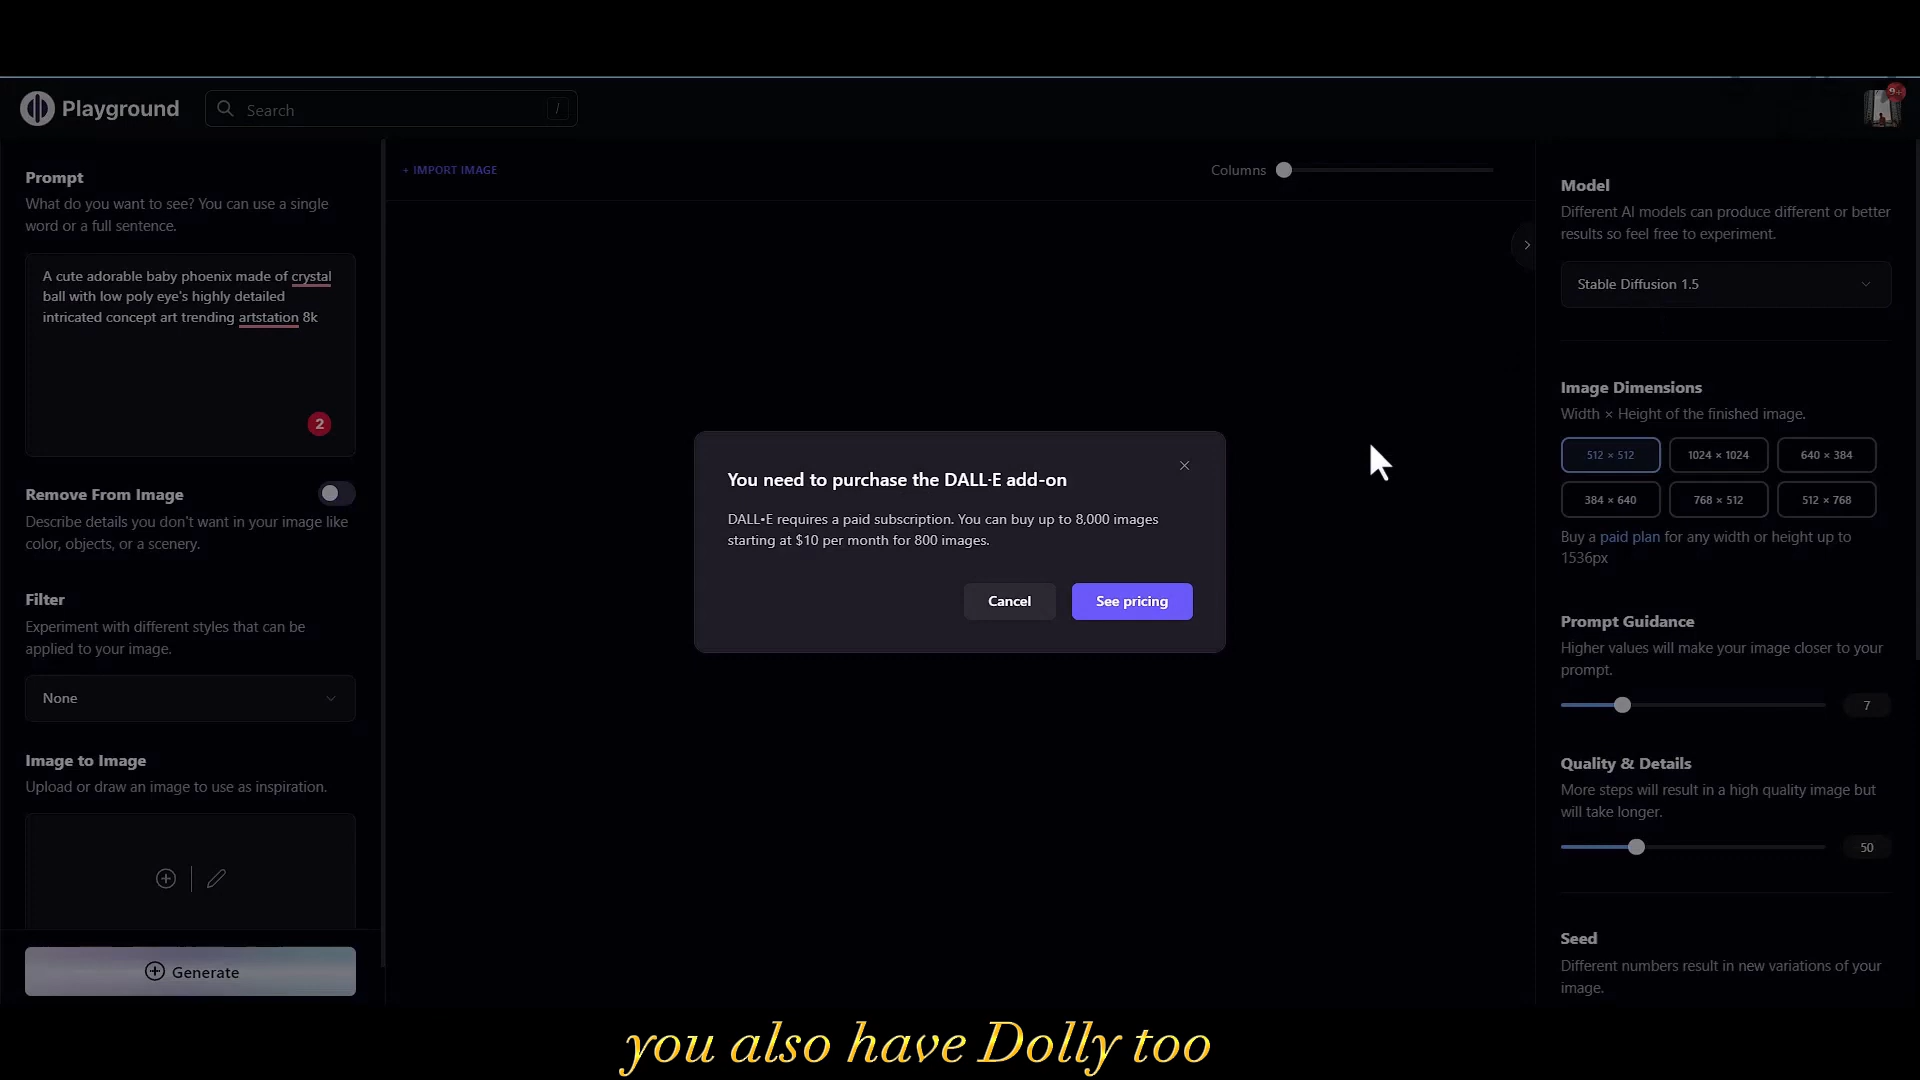 Playground
Search
/
9+
Prompt
What do you want to see? You can use a single
word or a full sentence.
A cute adorable baby phoenix made of crystal
ball with low poly eye's highly detailed
intricated concept art trending artstation 8k
2
Remove From Image
Describe details you don't want in your image like
color, objects, or a scenery.
Filter
Experiment with different styles that can be
applied to your image.
None
Image to Image
Upload or draw an image to use as inspiration.
Generate
+ IMPORT IMAGE
Columns
You need to purchase the DALL·E add-on
DALL•E requires a paid subscription. You can buy up to 8,000 images
starting at $10 per month for 800 images.
Cancel
See pricing
Model
Different AI models can produce different or better
results so feel free to experiment.
Stable Diffusion 1.5
Image Dimensions
Width × Height of the finished image.
512 × 512
1024 × 1024
640 × 384
384 × 640
768 × 512
512 × 768
Buy a paid plan for any width or height up to
1536px
Prompt Guidance
Higher values will make your image closer to your
prompt.
7
Quality & Details
More steps will result in a high quality image but
will take longer.
50
Seed
Different numbers result in new variations of your
image.
you also have Dolly too